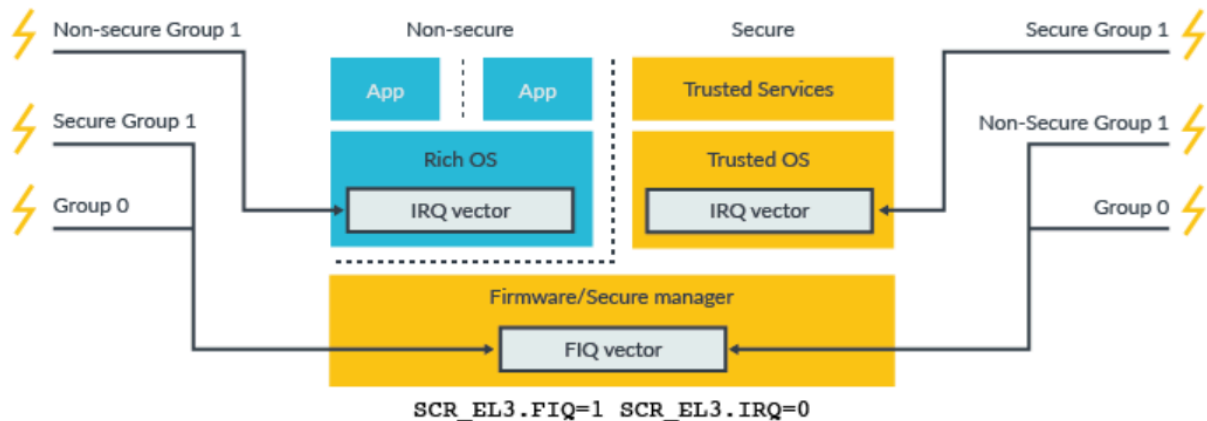 Non-secure Group 1
Non-secure
Secure
Secure Group 1
App
App
Trusted Services
Secure Group 1
Non-Secure Group 1
Rich OS
Trusted OS
Group 0
IRQ vector
IRQ vector
Group 0
Firmware/Secure manager
FIQ vector
SCR_EL3.FIQ=1 SCR_EL3.IRQ=0